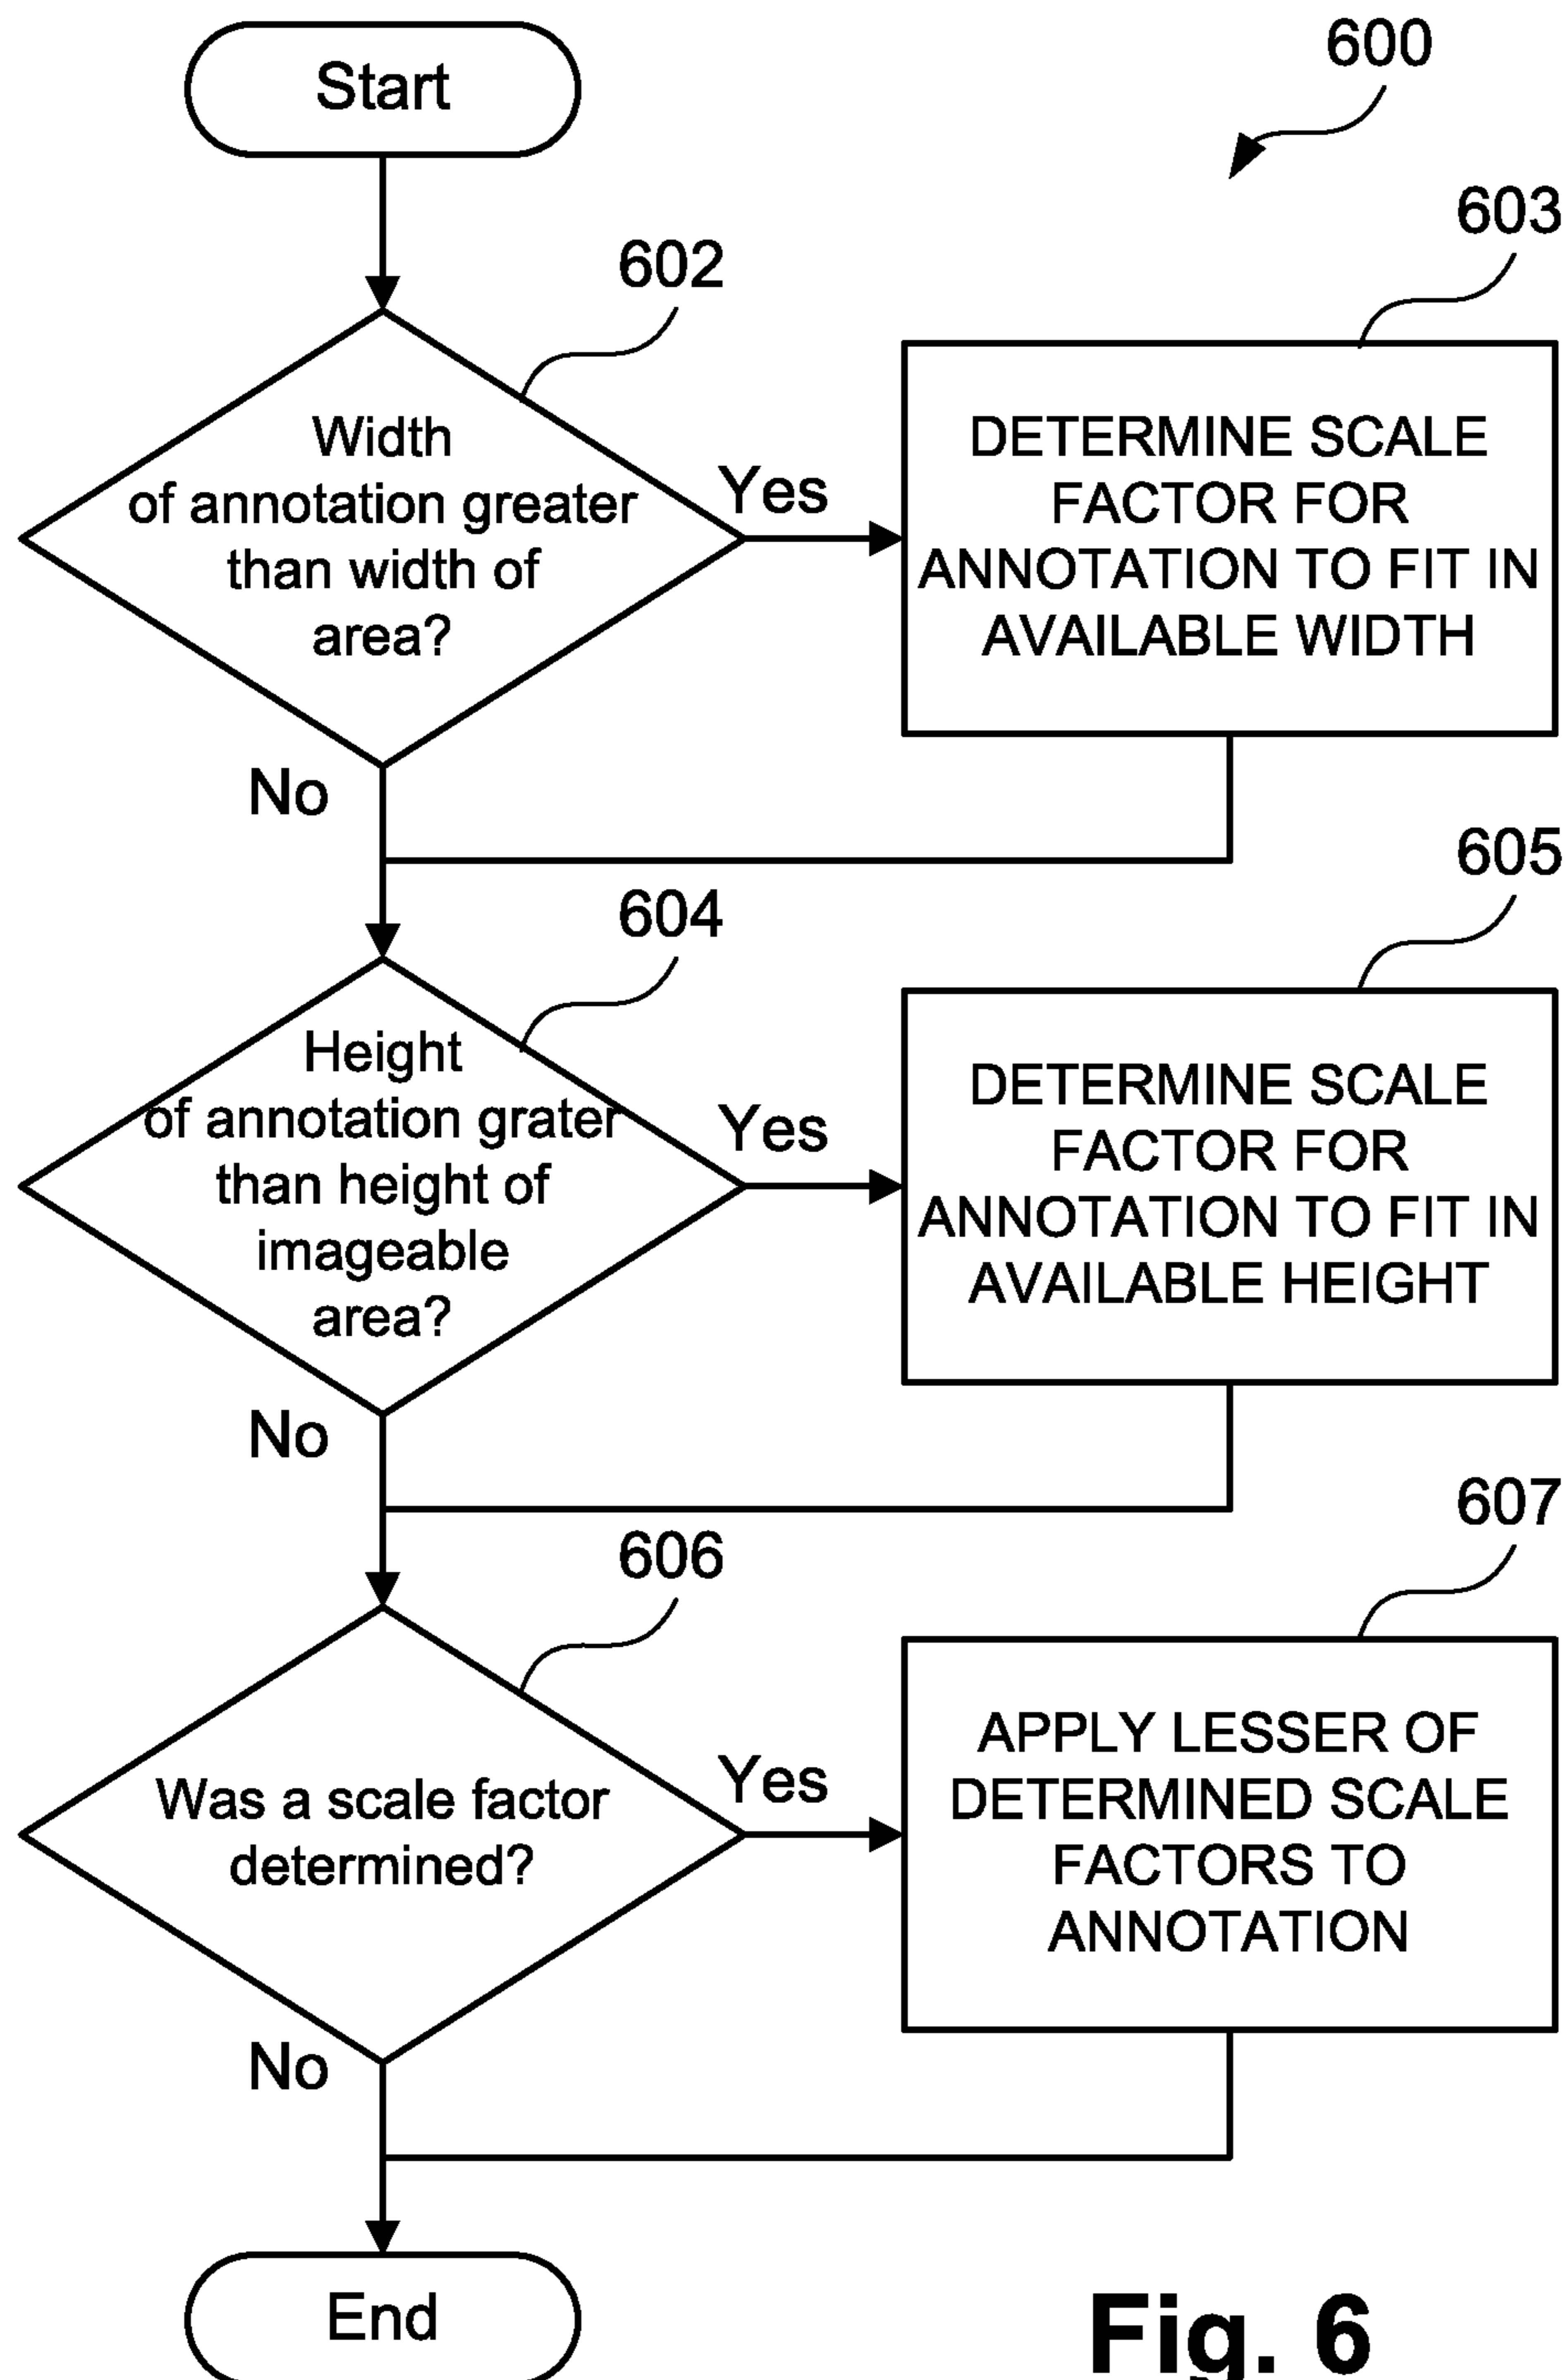 Start
600
602
603
Width
of annotation greater
than width of
area?
Yes
DETERMINE SCALE
FACTOR FOR
ANNOTATION TO FIT IN
AVAILABLE WIDTH
No
604
605
Height
of annotation grater
than height of
imageable
area?
Yes
DETERMINE SCALE
FACTOR FOR
ANNOTATION TO FIT IN
AVAILABLE HEIGHT
No
606
607
Was a scale factor
determined?
Yes
APPLY LESSER OF
DETERMINED SCALE
FACTORS TO
ANNOTATION
No
End
Fig. 6